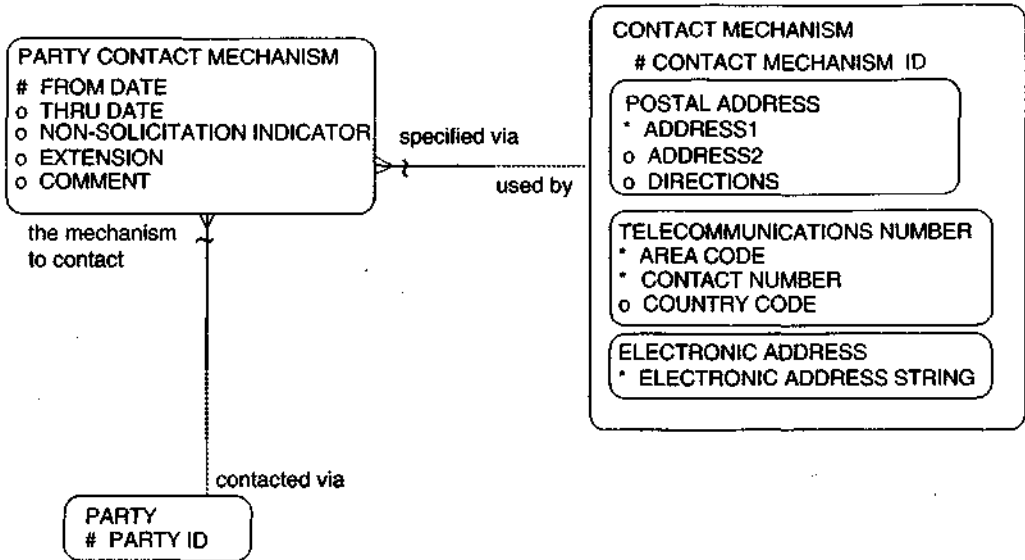 PARTY CONTACT MECHANISM
# FROM DATE
o THRU DATE
o NON-SOLICITATION INDICATOR
o EXTENSION
o COMMENT
the mechanism
to contact
specified via
used by
CONTACT MECHANISM
# CONTACT MECHANISM ID
POSTAL ADDRESS
* ADDRESS1
o ADDRESS2
o DIRECTIONS
TELECOMMUNICATIONS NUMBER
* AREA CODE
* CONTACT NUMBER
o COUNTRY CODE
ELECTRONIC ADDRESS
* ELECTRONIC ADDRESS STRING
contacted via
PARTY
# PARTY ID